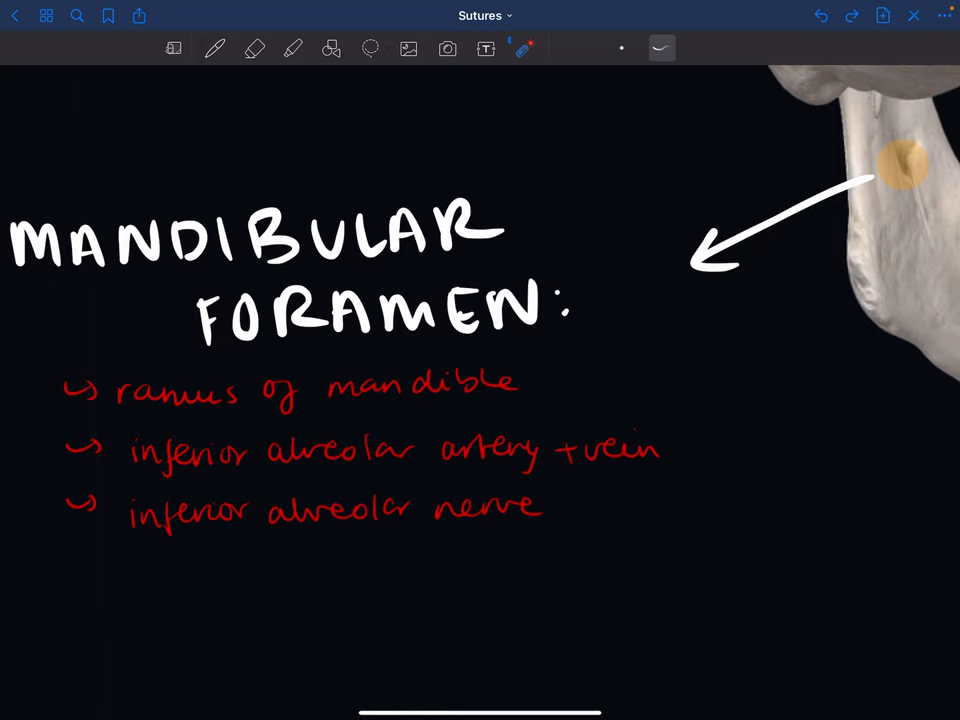 Sutures
MANDIBULAR
FORAMEN:
ramus of mandible
inferior alveolar artery + vein
inferior alveolar nerve